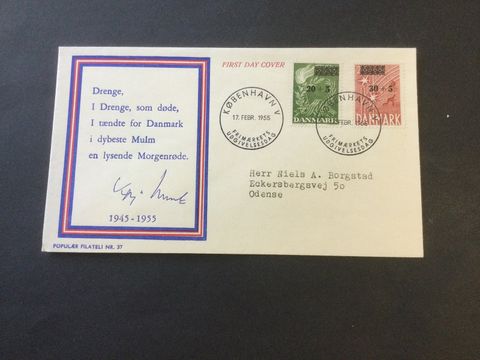 FIRST DAY COVER
Drenge,
I Drenge, som døde,
I tændte for Danmark
i dybeste Mulm
en lysende Morgenrøde.
1945-1955
POPULÆR FILATELI NR. 37
20 + 5
DANMARK
30 + 5
DANMARK
KØBENHAVN V
17. FEBR. 1955
FRIMÆRKETS
UDGIVELSESDAG
KØBENHAVN V
FEBR. 1955
FRIMÆRKETS
UDGIVELSESDAG
Herr Niels A. Borgstad
Eckersbergsvej 50
Odense